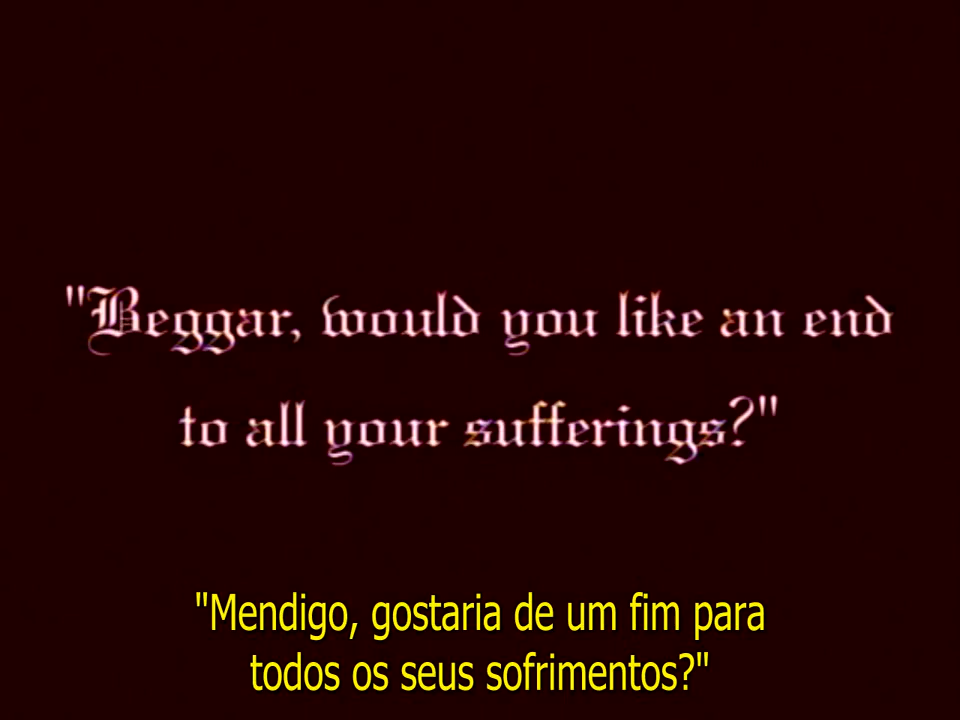 "Beggar, would you like an end
to all your sufferings?"
"Mendigo, gostaria de um fim para
todos os seus sofrimentos?"